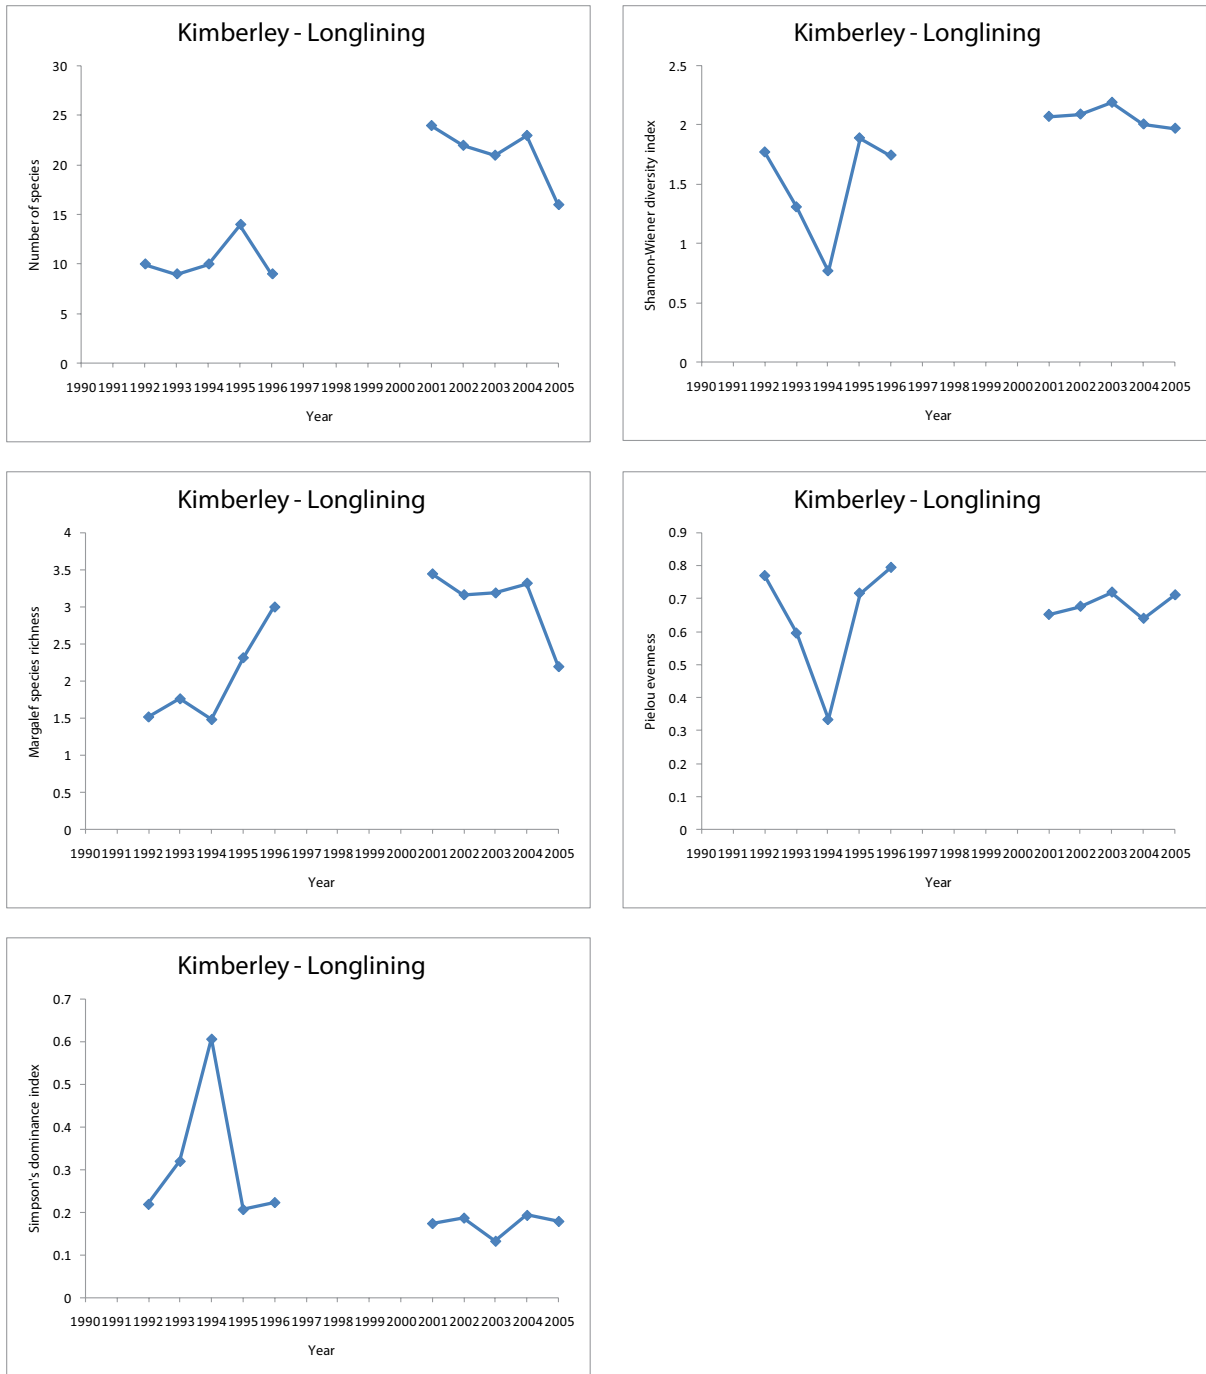 Kimberley - Longlining
Number of species
30
25
20
15
10
5
0
1990 1991 1992 1993 1994 1995 1996 1997 1998 1999 2000 2001 2002 2003 2004 2005
Year
Kimberley - Longlining
Shannon-Wiener diversity index
2.5
2
1.5
1
0.5
0
1990 1991 1992 1993 1994 1995 1996 1997 1998 1999 2000 2001 2002 2003 2004 2005
Year
Kimberley - Longlining
Margalef species richness
4
3.5
3
2.5
2
1.5
1
0.5
0
1990 1991 1992 1993 1994 1995 1996 1997 1998 1999 2000 2001 2002 2003 2004 2005
Year
Kimberley - Longlining
Pielou evenness
0.9
0.8
0.7
0.6
0.5
0.4
0.3
0.2
0.1
0
1990 1991 1992 1993 1994 1995 1996 1997 1998 1999 2000 2001 2002 2003 2004 2005
Year
Kimberley - Longlining
Simpson's dominance index
0.7
0.6
0.5
0.4
0.3
0.2
0.1
0
1990 1991 1992 1993 1994 1995 1996 1997 1998 1999 2000 2001 2002 2003 2004 2005
Year